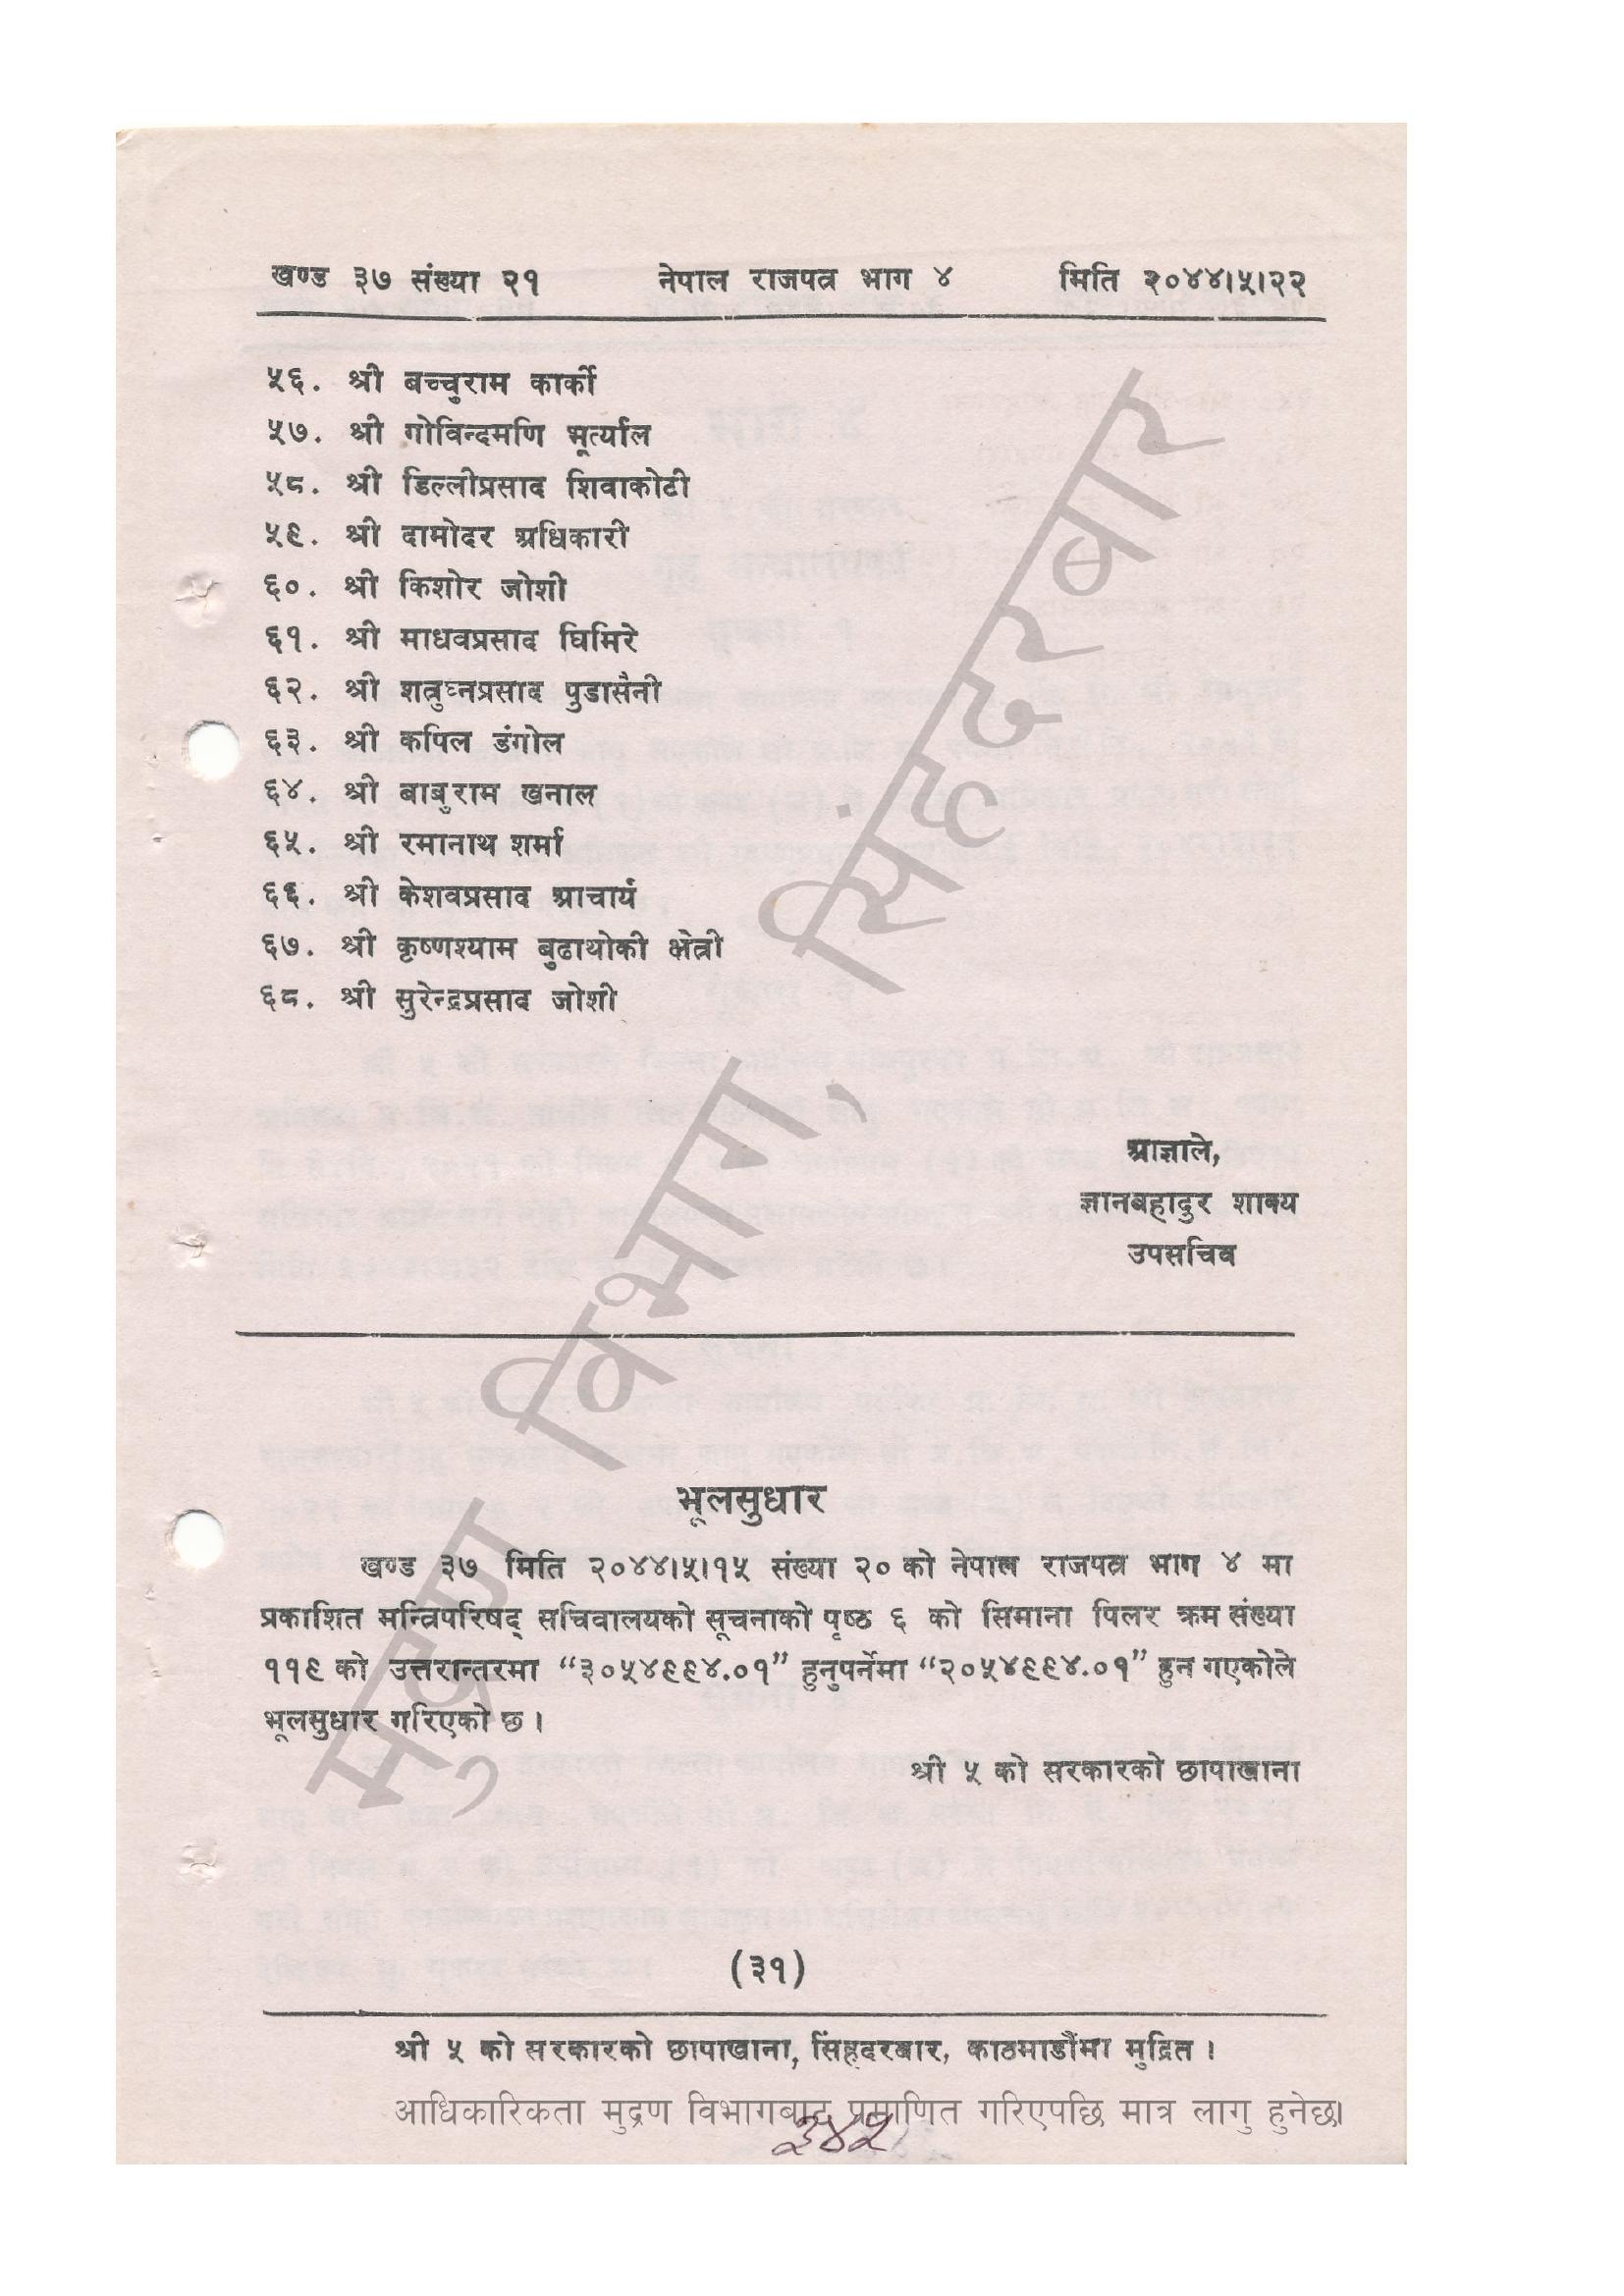 खण्ड ३७ संख्या २१ नेपाल राजपत्र भाग ४ मिति २०४४।५।२२
५६. श्री बच्चुराम कार्की
५७. श्री गोविन्दमणि भूर्त्याल
५८. श्री डिल्लीप्रसाद शिवाकोटी
५९. श्री दामोदर अधिकारी
६०. श्री किशोर जोशी
६१. श्री माधवप्रसाद घिमिरे
६२. श्री शत्रुघ्नप्रसाद पुडासैनी
६३. श्री कपिल डंगोल
६४. श्री बाबुराम खनाल
६५. श्री रमानाथ शर्मा
६६. श्री केशवप्रसाद आचार्य
६७. श्री कृष्णश्याम बुढाथोकी क्षेत्री
६८. श्री सुरेन्द्रप्रसाद जोशी
आज्ञाले,
ज्ञानबहादुर शाक्य
उपसचिव
भूलसुधार
खण्ड ३७ मिति २०४४।५।१५ संख्या २० को नेपाल राजपत्र भाग ४ मा
प्रकाशित मन्त्रिपरिषद् सचिवालयको सूचनाको पृष्ठ ६ को सिमाना पिलर क्रम संख्या
११९ को उत्तरान्तरमा “३०५४९९४.०१” हुनुपर्नेमा “२०५४९९४.०१” हुन गएकोले
भूलसुधार गरिएको छ ।
श्री ५ को सरकारको छापाखाना
(३१)
श्री ५ को सरकारको छापाखाना, सिंहदरबार, काठमाडौंमा मुद्रित ।
आधिकारिकता मुद्रण विभागबाट प्रमाणित गरिएपछि मात्र लागु हुनेछ।
३४२
मुद्रण विभाग, सिंहदरबार